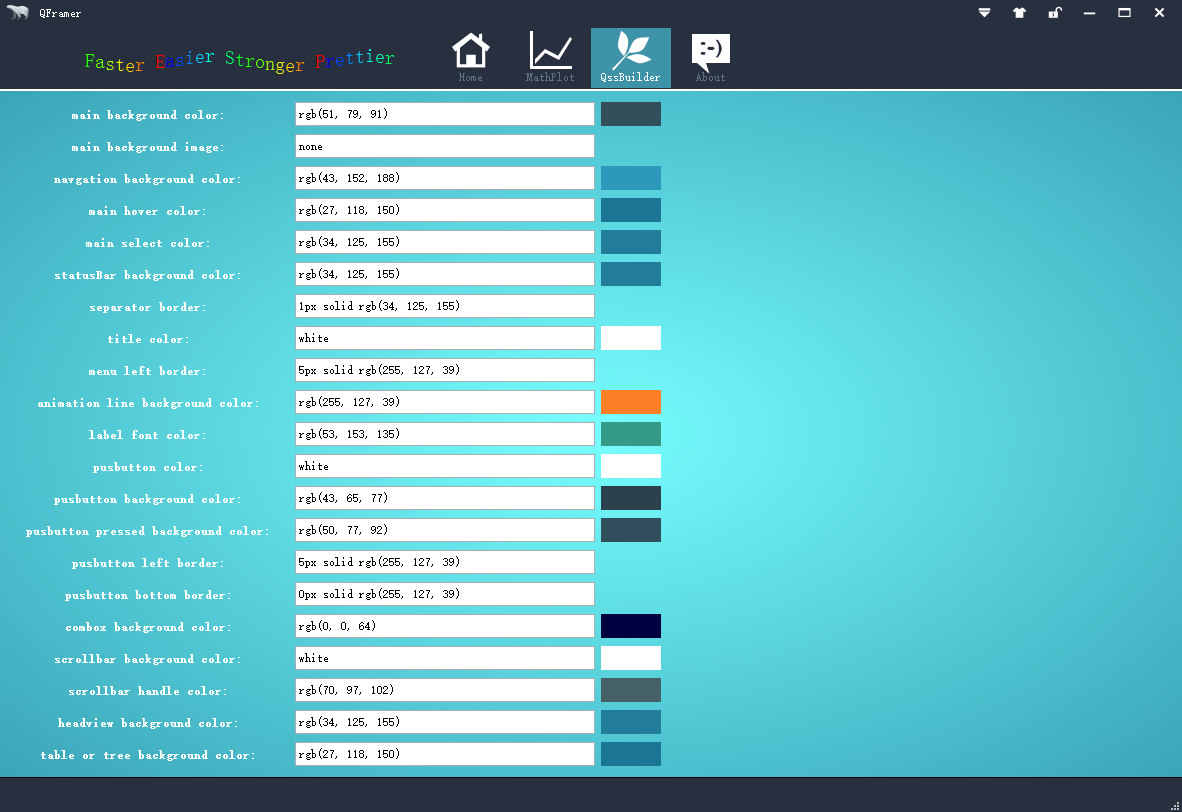 QFramer
Faster Easier Stronger Prettier
Home
MathPlot
QssBuilder
:-)
About
main background color: rgb(51, 79, 91)
main background image: none
navgation background color: rgb(43, 152, 188)
main hover color: rgb(27, 118, 150)
main select color: rgb(34, 125, 155)
statusBar background color: rgb(34, 125, 155)
separator border: 1px solid rgb(34, 125, 155)
title color: white
menu left border: 5px solid rgb(255, 127, 39)
animation line background color: rgb(255, 127, 39)
label font color: rgb(53, 153, 135)
pusbutton color: white
pusbutton background color: rgb(43, 65, 77)
pusbutton pressed background color: rgb(50, 77, 92)
pusbutton left border: 5px solid rgb(255, 127, 39)
pusbutton bottom border: 0px solid rgb(255, 127, 39)
combox background color: rgb(0, 0, 64)
scrollbar background color: white
scrollbar handle color: rgb(70, 97, 102)
headview background color: rgb(34, 125, 155)
table or tree background color: rgb(27, 118, 150)